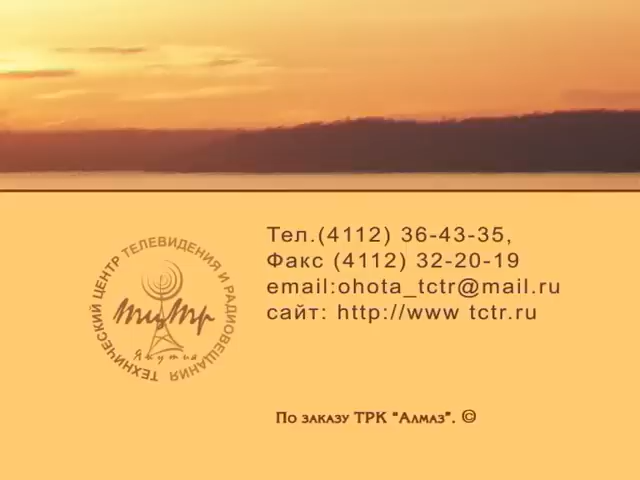 Тел.(4112) 36-43-35,
Факс (4112) 32-20-19
email:ohota_tctr@mail.ru
сайт: http://www tctr.ru
ТЕХНИЧЕСКИЙ ЦЕНТР ТЕЛЕВИДЕНИЯ И РАДИОВЕЩАНИЯ
ТЦТР
Якутия
По заказу ТРК "Алмаз". ©